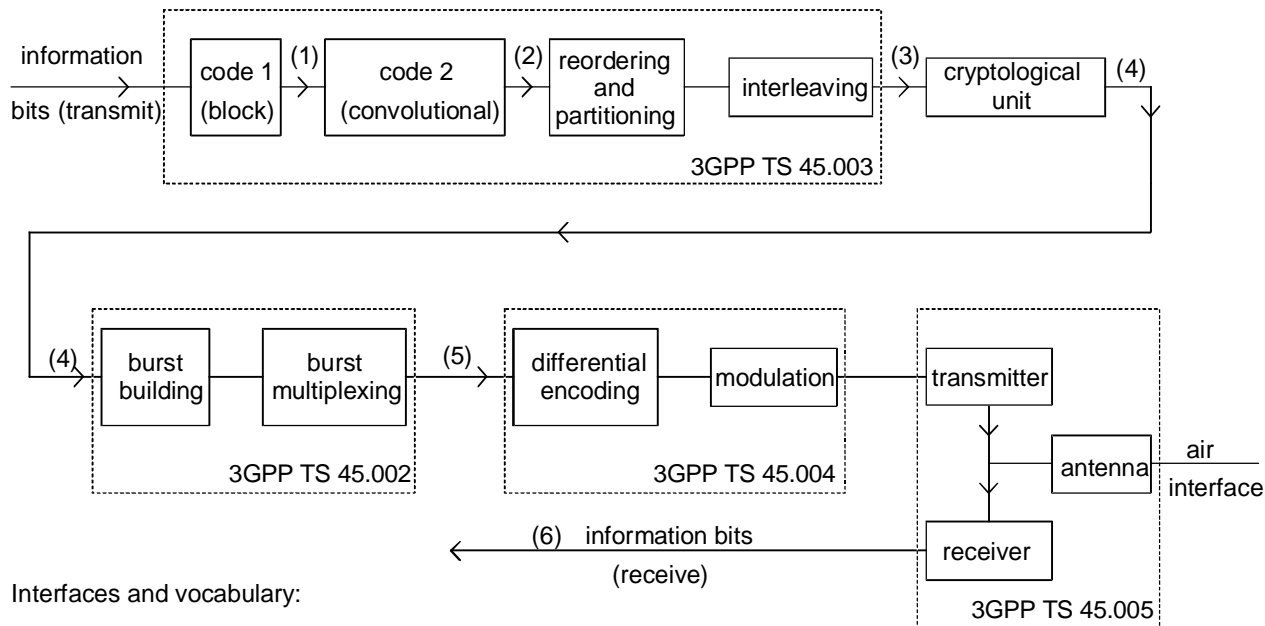 information
bits (transmit)
code 1
(block)
(1)
code 2
(convolutional)
(2)
reordering
and
partitioning
interleaving
(3)
cryptological
unit
(4)
3GPP TS 45.003
(4)
burst
building
burst
multiplexing
(5)
3GPP TS 45.002
differential
encoding
modulation
3GPP TS 45.004
transmitter
antenna
air
interface
receiver
3GPP TS 45.005
(6) information bits
(receive)
Interfaces and vocabulary: